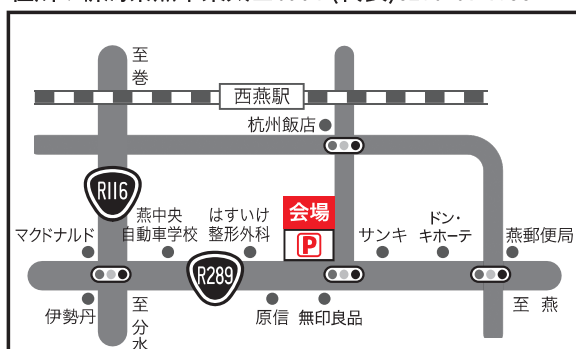 至
巻
西燕駅
杭州飯店
R116
燕中央
自動車学校
はすいけ
整形外科
会場
P
マクドナルド
サンキ
ドン・
キホーテ
燕郵便局
R289
伊勢丹
至
分
水
原信
無印良品
至 燕